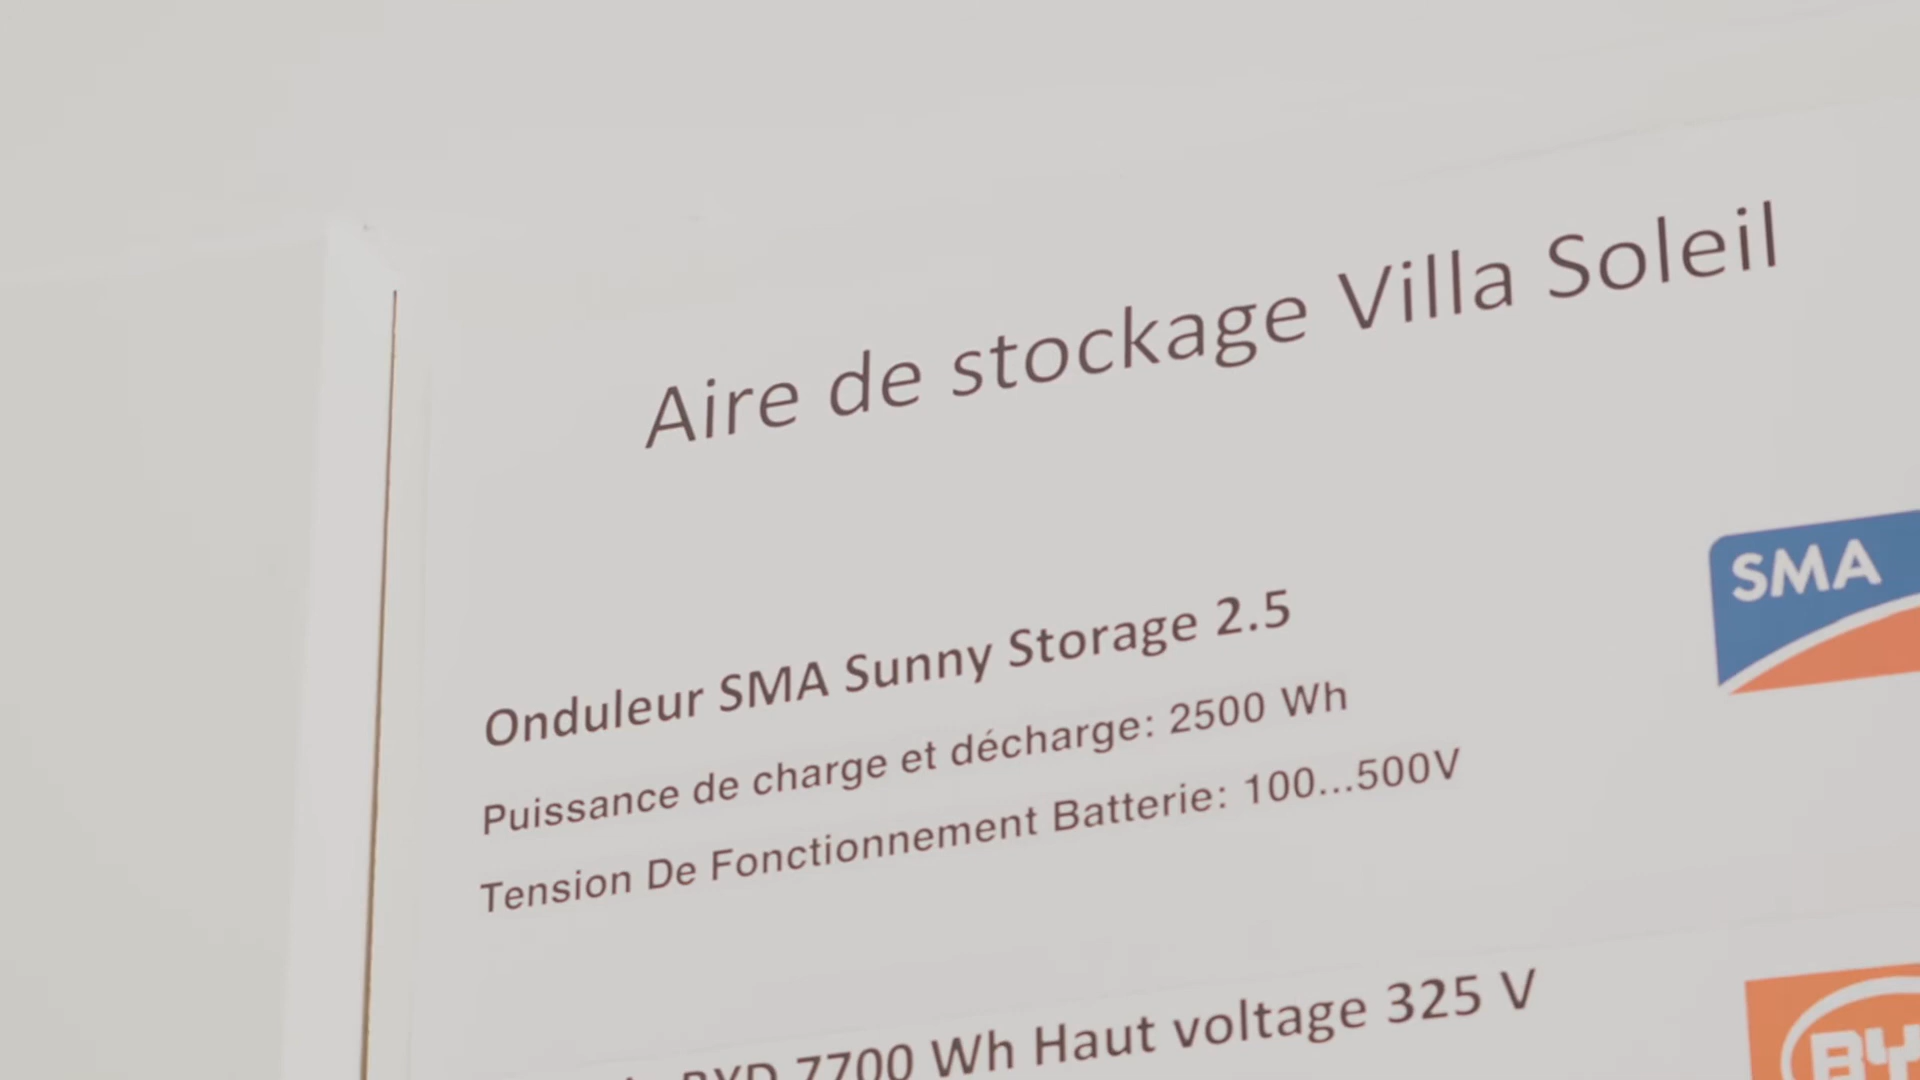 Aire de stockage Villa Soleil
SMA
Onduleur SMA Sunny Storage 2.5
Puissance de charge et décharge: 2500 Wh
Tension De Fonctionnement Batterie: 100...500V
BYD 7700 Wh Haut voltage 325 V